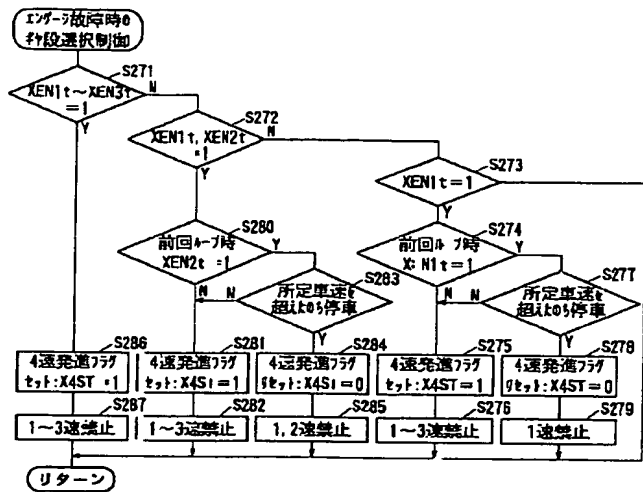 エンゲージ故障時の
ギヤ段選択制御
S271
XEN1t～XEN3t
＝1
N
Y
S272
XEN1t, XEN2t
=1
N
Y
S273
XEN1t＝1
Y
S280
前回ループ時
XEN2t =1
Y
N
S283
所定車速を
超えたのち停車
N
Y
S274
前回ループ時
X: N1t＝1
Y
N
S277
所定車速を
超えたのち停車
N
Y
S286
4速発進フラグ
セット:X4ST =1
S281
4速発進フラグ
セット:X4ST＝1
S284
4速発進フラグ
リセット:X4ST＝0
S275
4速発進フラグ
セット:X4ST＝1
S278
4速発進フラグ
リセット:X4ST＝0
S287
1～3速禁止
S282
1～3速禁止
S285
1,2速禁止
S276
1～3速禁止
S279
1速禁止
リターン